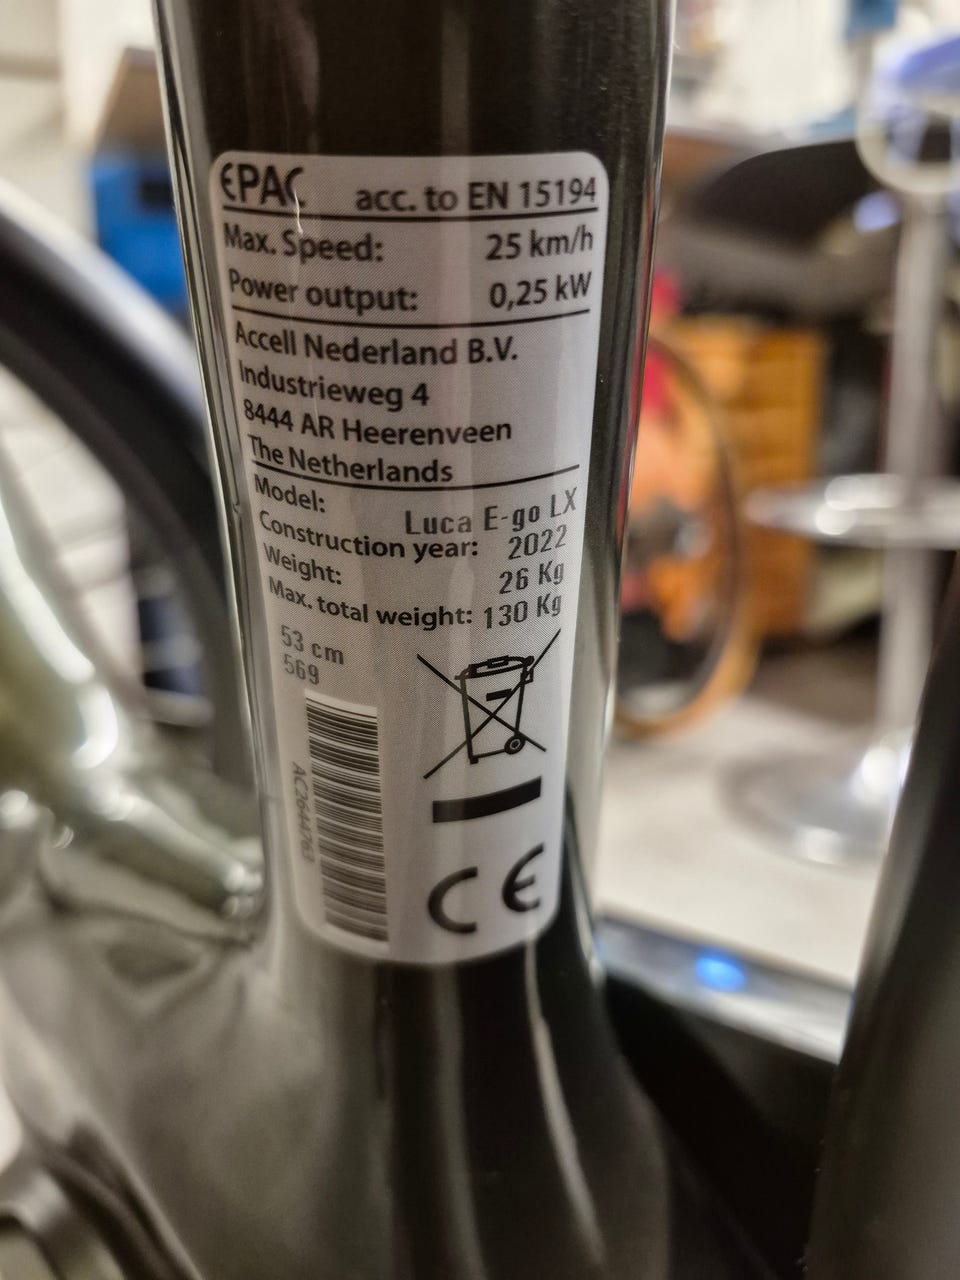 EPAC acc. to EN 15194
Max. Speed: 25 km/h
Power output: 0,25 kW
Accell Nederland B.V.
Industrieweg 4
8444 AR Heerenveen
The Netherlands
Model: Luca E-go LX
Construction year: 2022
Weight: 26 Kg
Max. total weight: 130 Kg
53 cm
569
AC26444763
CE